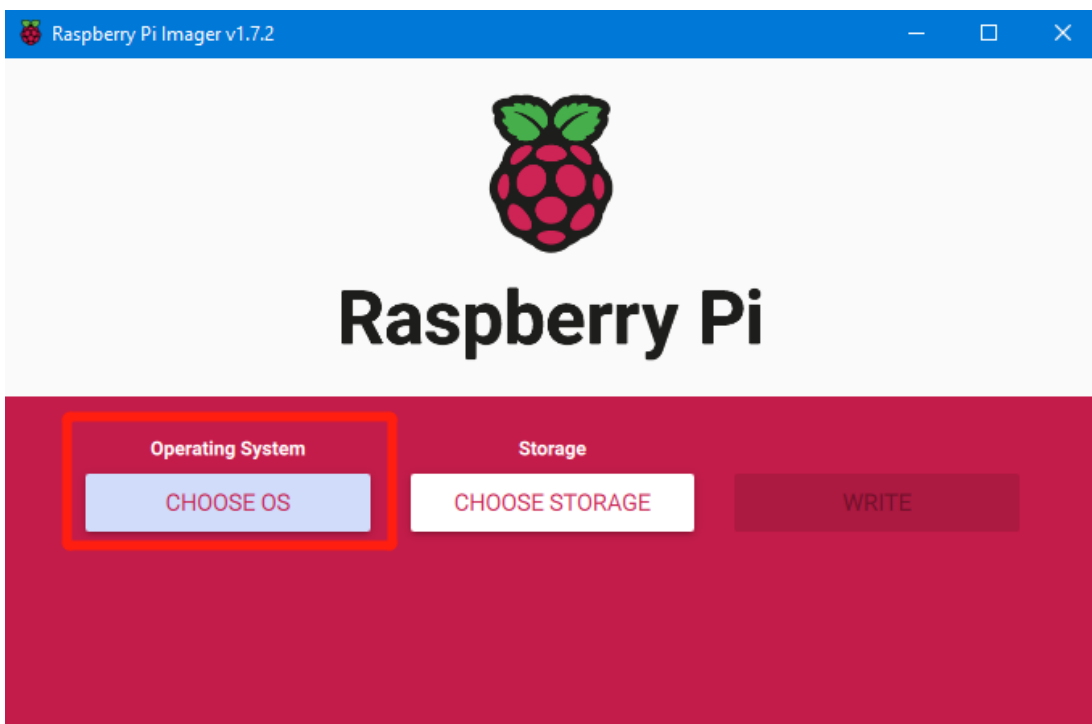 Raspberry Pi Imager v1.7.2
Raspberry Pi
Operating System
Storage
CHOOSE OS
CHOOSE STORAGE
WRITE